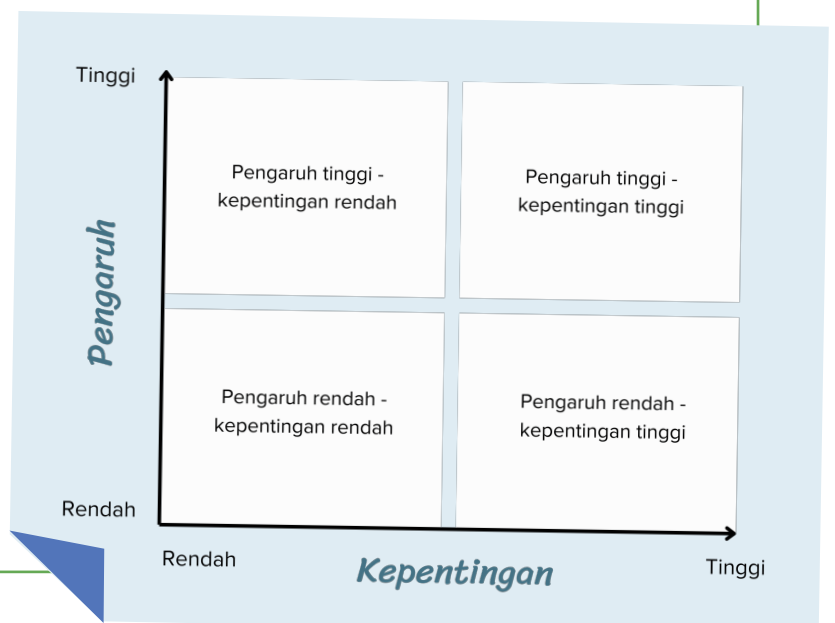 Tinggi
Pengaruh tinggi -
kepentingan rendah
Pengaruh tinggi -
kepentingan tinggi
Pengaruh
Pengaruh rendah -
kepentingan rendah
Pengaruh rendah -
kepentingan tinggi
Rendah
Rendah
Kepentingan
Tinggi